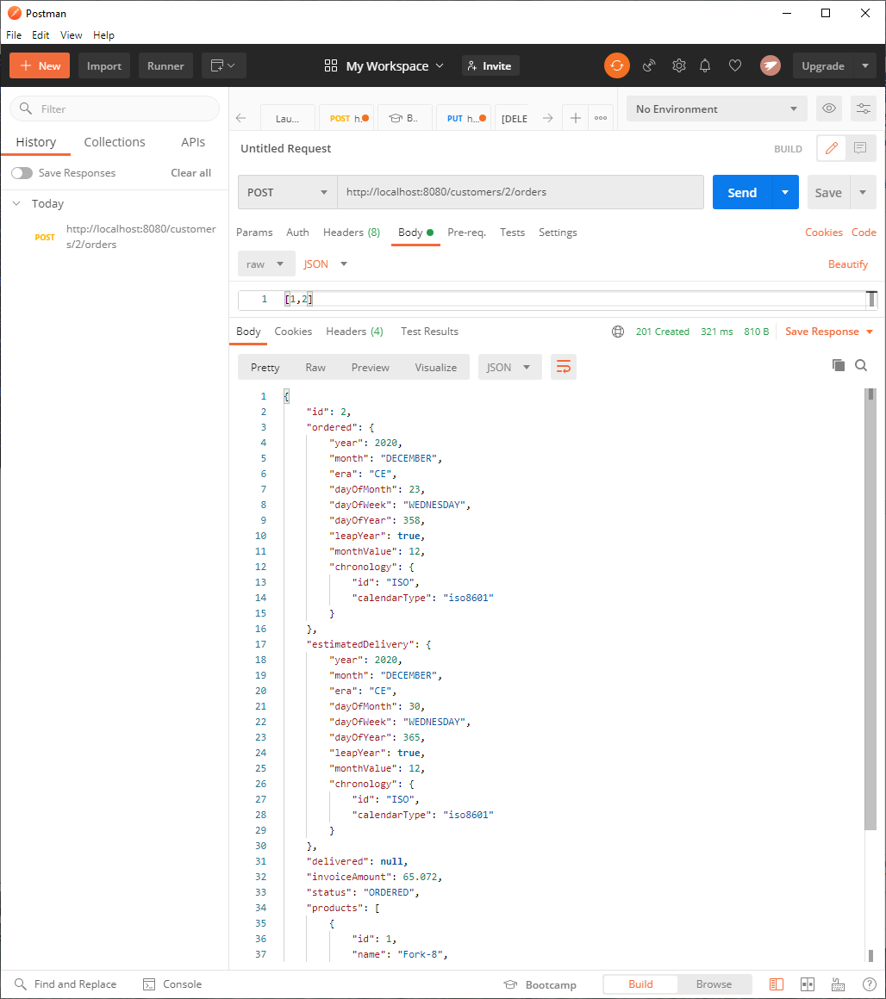 Postman
File Edit View Help
New Import Runner My Workspace Invite Upgrade
Filter
History Collections APIs
Save Responses Clear all
Today
POST http://localhost:8080/customer
s/2/orders
Lau... POST h. B.. PUT h... [DELE No Environment
Untitled Request BUILD
POST http://localhost:8080/customers/2/orders Send Save
Params Auth Headers (8) Body Pre-req. Tests Settings Cookies Code
raw JSON Beautify
1 [1,2]
Body Cookies Headers (4) Test Results 201 Created 321 ms 810 B Save Response
Pretty Raw Preview Visualize JSON
1 {
2 "id": 2,
3 "ordered": {
4 "year": 2020,
5 "month": "DECEMBER",
6 "era": "CE",
7 "dayOfMonth": 23,
8 "dayOfWeek": "WEDNESDAY",
9 "dayOfYear": 358,
10 "leapYear": true,
11 "monthValue": 12,
12 "chronology": {
13 "id": "ISO",
14 "calendarType": "iso8601"
15 }
16 },
17 "estimatedDelivery": {
18 "year": 2020,
19 "month": "DECEMBER",
20 "era": "CE",
21 "dayOfMonth": 30,
22 "dayOfWeek": "WEDNESDAY",
23 "dayOfYear": 365,
24 "leapYear": true,
25 "monthValue": 12,
26 "chronology": {
27 "id": "ISO",
28 "calendarType": "iso8601"
29 }
30 },
31 "delivered": null,
32 "invoiceAmount": 65.072,
33 "status": "ORDERED",
34 "products": [
35 {
36 "id": 1,
37 "name": "Fork-8",
Find and Replace Console Bootcamp Build Browse